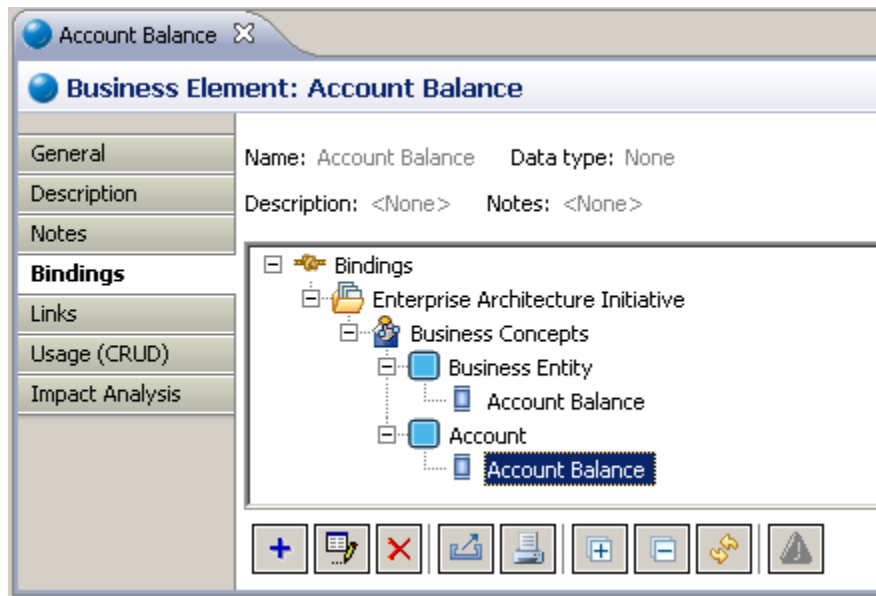 Account Balance
Business Element: Account Balance
General
Description
Notes
Bindings
Links
Usage (CRUD)
Impact Analysis
Name: Account Balance Data type: None
Description: <None> Notes: <None>
Bindings
Enterprise Architecture Initiative
Business Concepts
Business Entity
Account Balance
Account
Account Balance